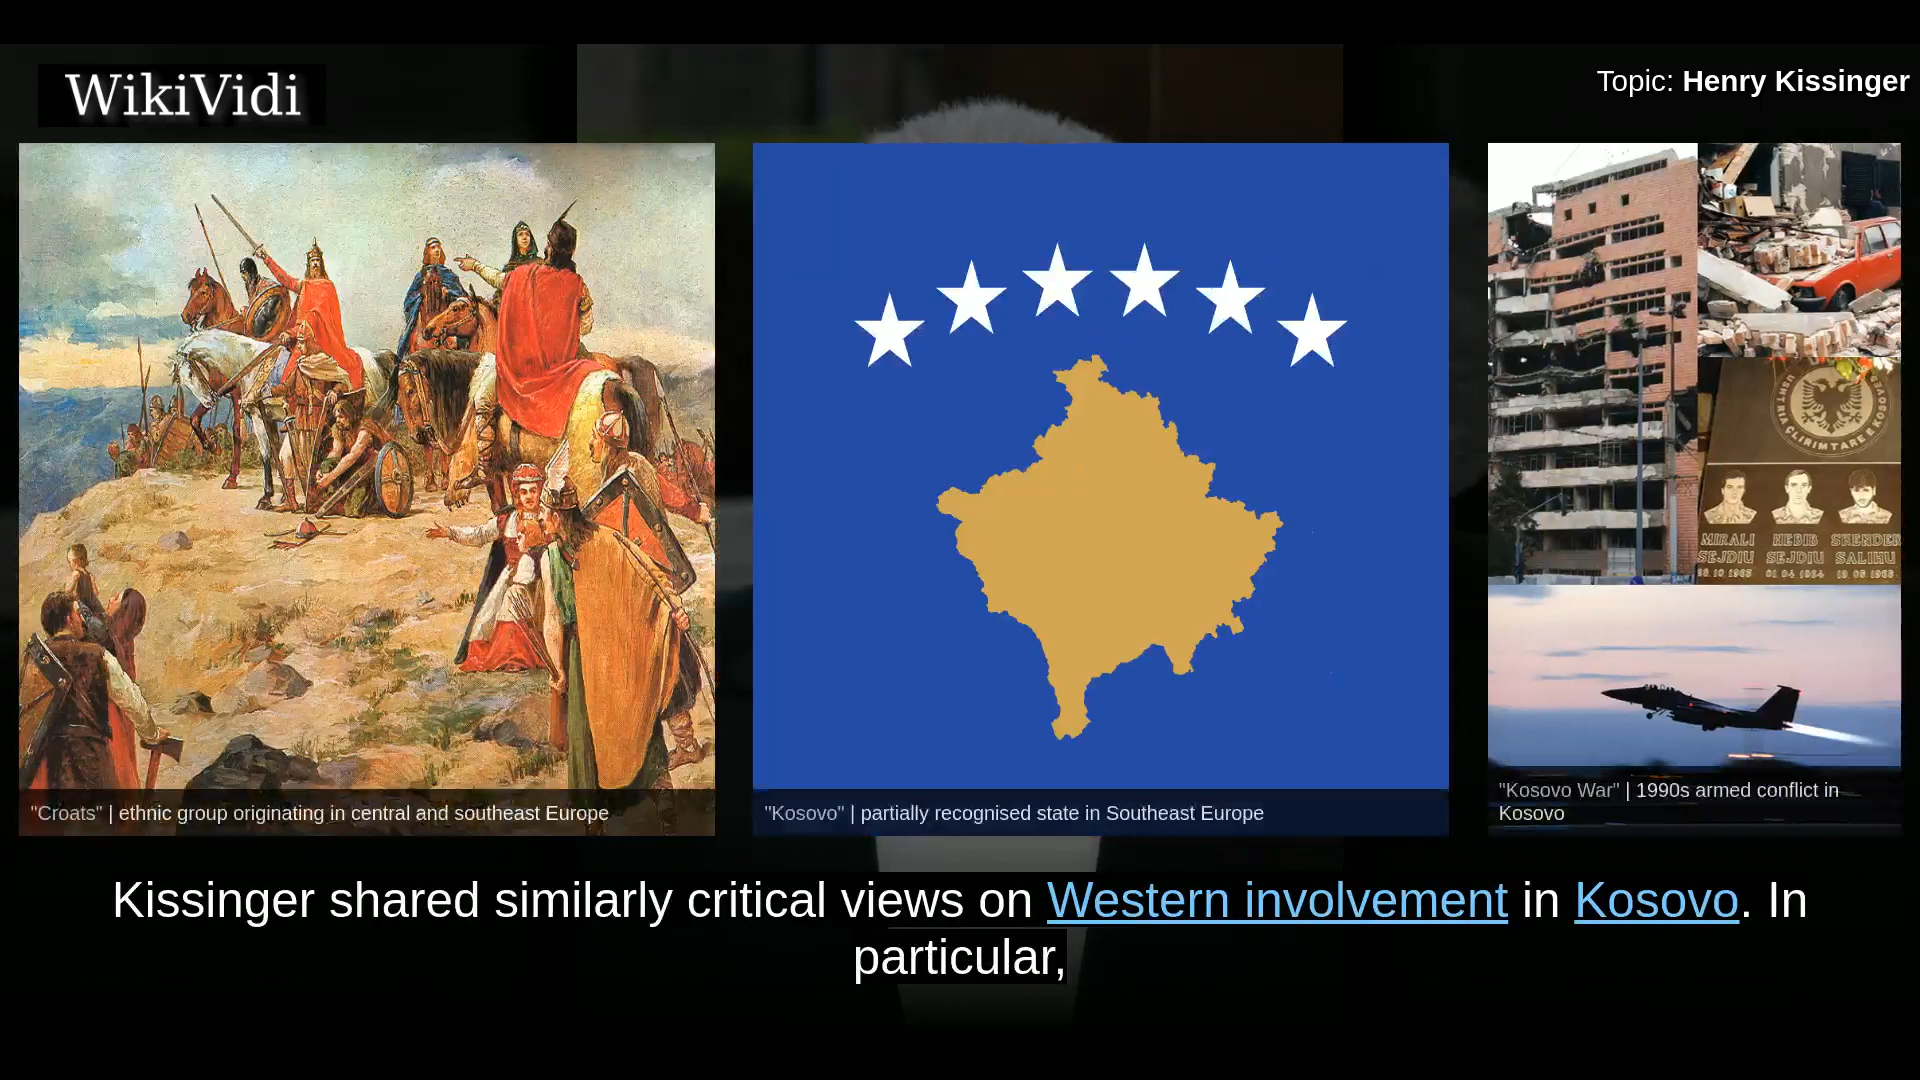 WikiVidi
Topic: Henry Kissinger
"Croats" | ethnic group originating in central and southeast Europe
"Kosovo" | partially recognised state in Southeast Europe
MIRALI
SEJDIU
NEBIB
SEJDIU
SALIHU
"Kosovo War" | 1990s armed conflict in
Kosovo
Kissinger shared similarly critical views on Western involvement in Kosovo. In
particular,